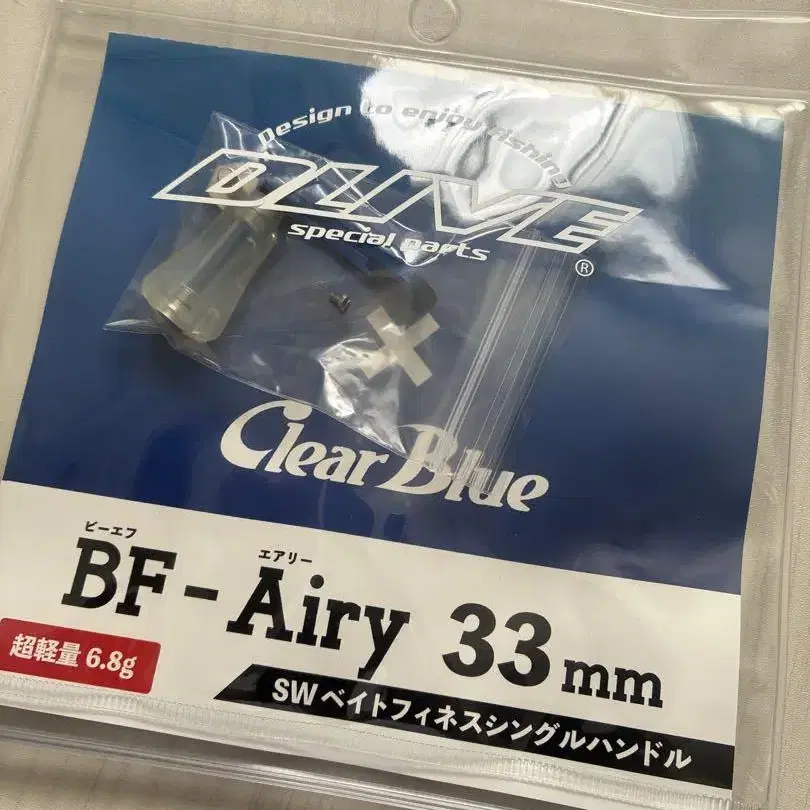 Design to enjoy fishing
DLIVE
®
special parts
Clear Blue
ビーエフ エアリー
BF-Airy 33mm
超軽量 6.8g
SWベイトフィネスシングルハンドル